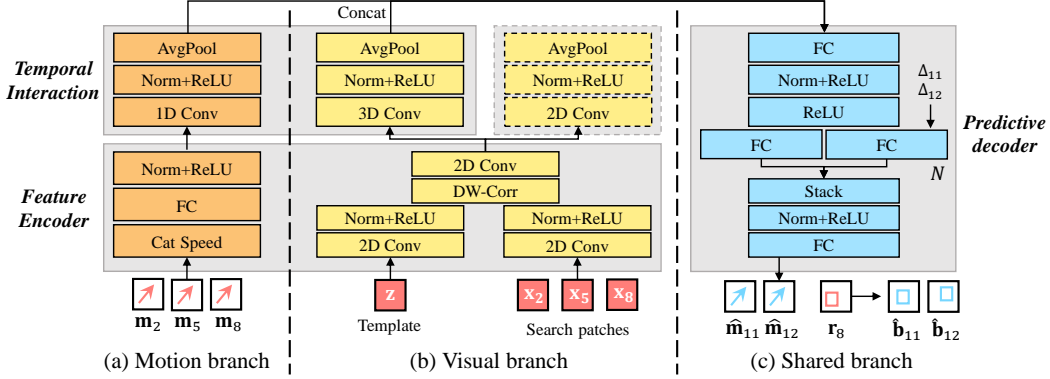 Concat
Temporal
Interaction
AvgPool
Norm+ReLU
1D Conv
AvgPool
Norm+ReLU
3D Conv
AvgPool
Norm+ReLU
2D Conv
Feature
Encoder
Norm+ReLU
FC
Cat Speed
2D Conv
DW-Corr
Norm+ReLU
2D Conv
Norm+ReLU
2D Conv
m₂ m₅ m₈
z
Template
x₂ x₅ x₈
Search patches
FC
Norm+ReLU
ReLU
Δ₁₁
Δ₁₂
FC FC
N
Stack
Norm+ReLU
FC
Predictive
decoder
m̂₁₁ m̂₁₂ r₈ b̂₁₁ b̂₁₂
(a) Motion branch
(b) Visual branch
(c) Shared branch